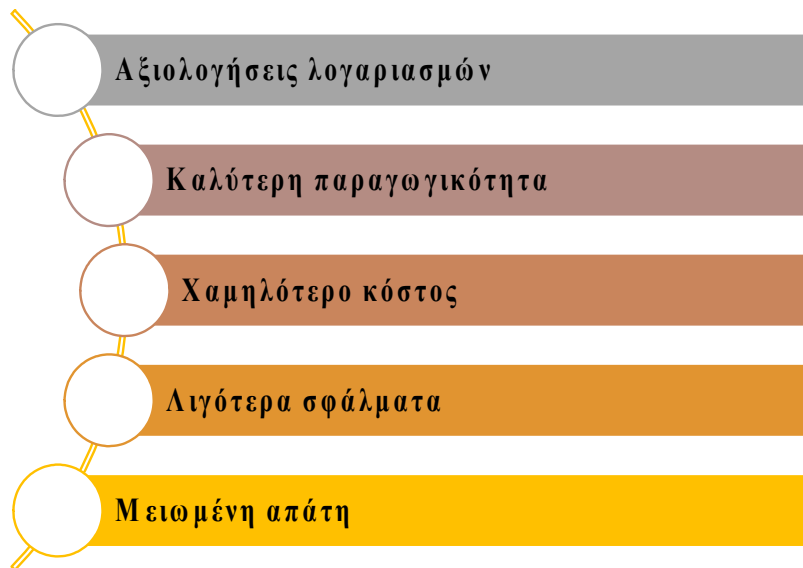 Αξιολογήσεις λογαριασμών
Καλύτερη παραγωγικότητα
Χαμηλότερο κόστος
Λιγότερα σφάλματα
Μειωμένη απάτη